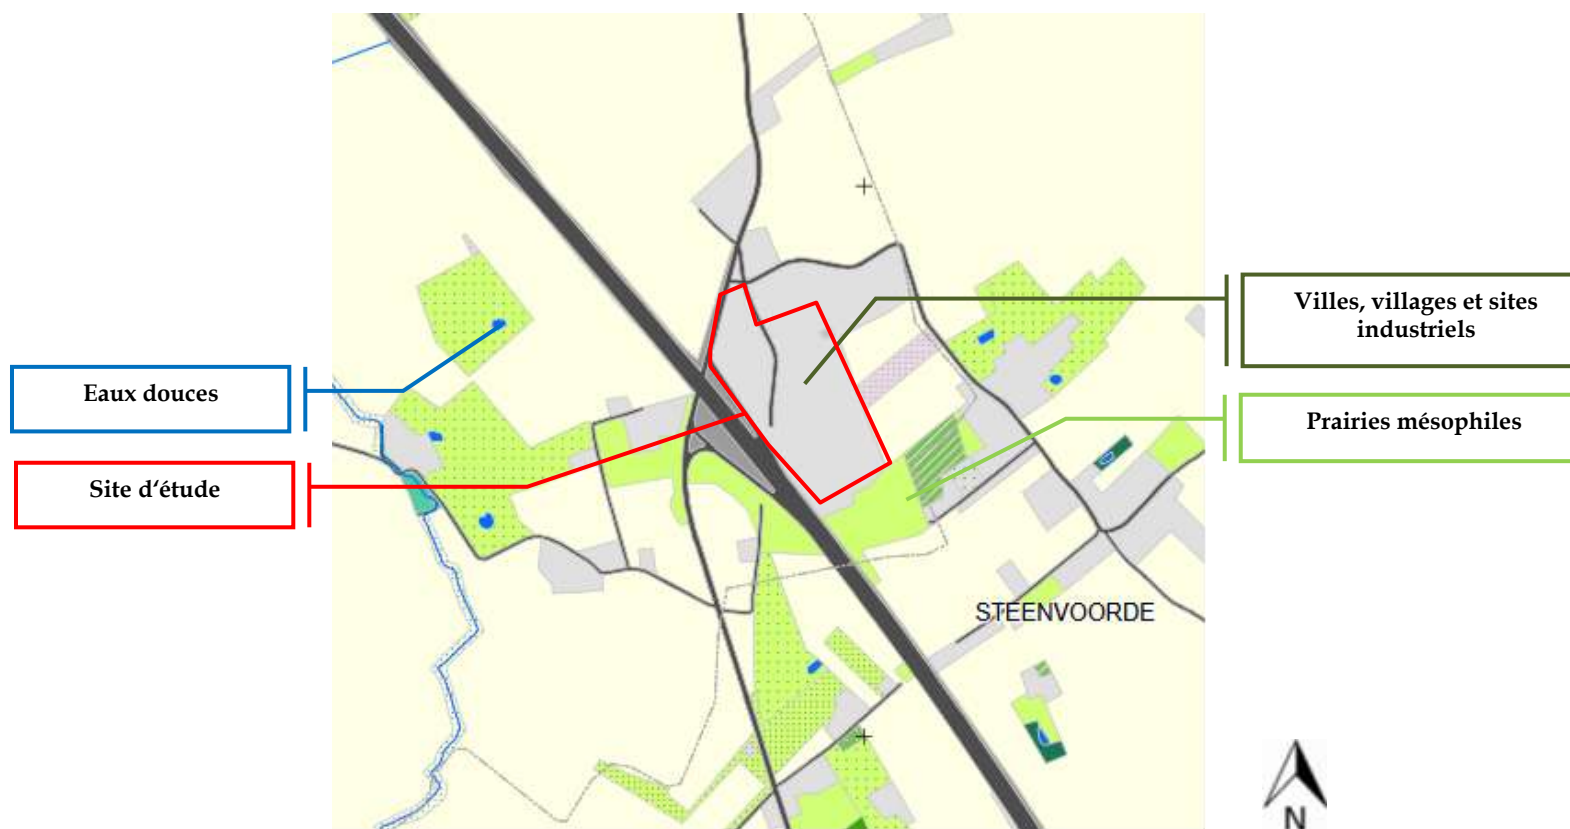 Villes, villages et sites
industriels
Eaux douces
Prairies mésophiles
Site d‘étude
STEENVOORDE
N